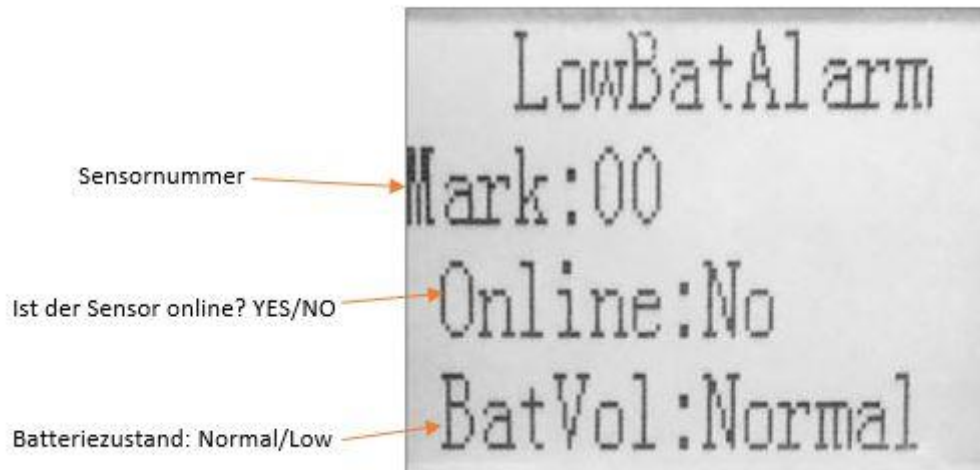 LowBatAlarm
Sensornummer
Mark:00
Ist der Sensor online? YES/NO
Online:No
Batteriezustand: Normal/Low
BatVol:Normal